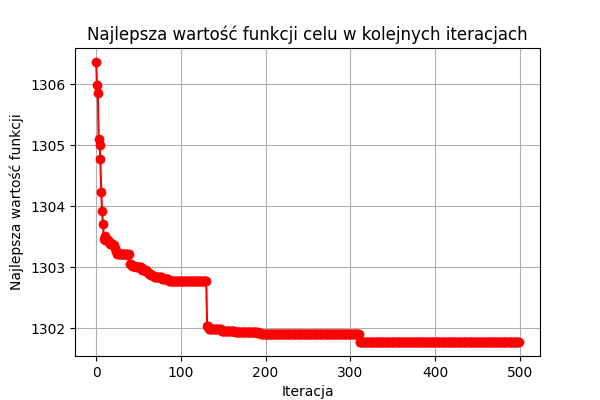 Najlepsza wartość funkcji celu w kolejnych iteracjach
Najlepsza wartość funkcji
1306
1305
1304
1303
1302
0 100 200 300 400 500
Iteracja